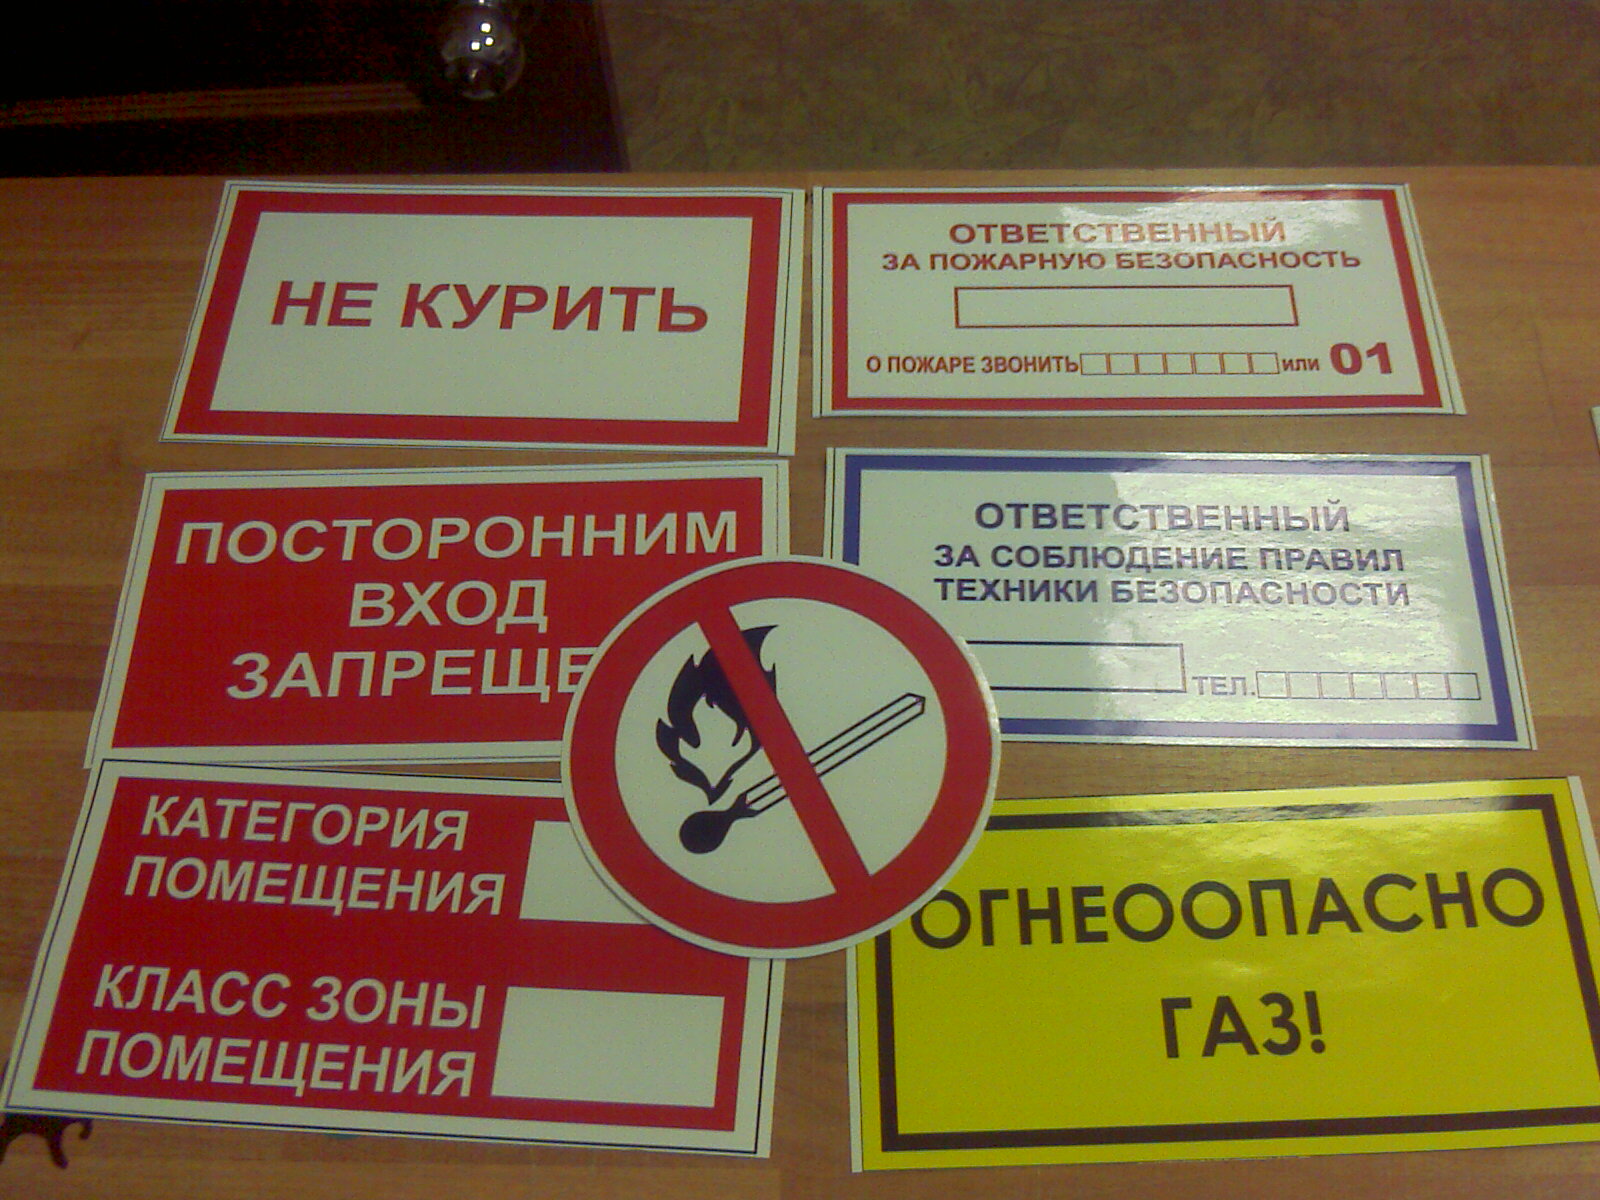 НЕ КУРИТЬ
ОТВЕТСТВЕННЫЙ
ЗА ПОЖАРНУЮ БЕЗОПАСНОСТЬ
О ПОЖАРЕ ЗВОНИТЬ или 01
ПОСТОРОННИМ
ВХОД
ЗАПРЕЩЕ
ОТВЕТСТВЕННЫЙ
ЗА СОБЛЮДЕНИЕ ПРАВИЛ
ТЕХНИКИ БЕЗОПАСНОСТИ
ТЕЛ.
КАТЕГОРИЯ
ПОМЕЩЕНИЯ
КЛАСС ЗОНЫ
ПОМЕЩЕНИЯ
ОГНЕООПАСНО
ГАЗ!